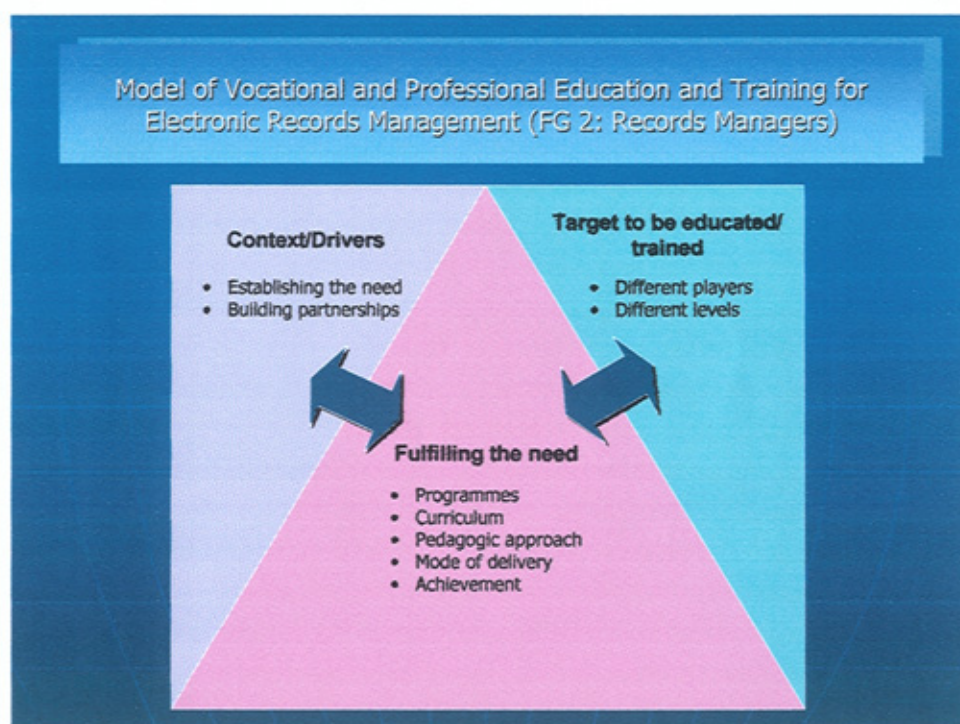 Model of Vocational and Professional Education and Training for
Electronic Records Management (FG 2: Records Managers)
Context/Drivers
• Establishing the need
• Building partnerships
Target to be educated/
trained
• Different players
• Different levels
Fulfilling the need
• Programmes
• Curriculum
• Pedagogic approach
• Mode of delivery
• Achievement